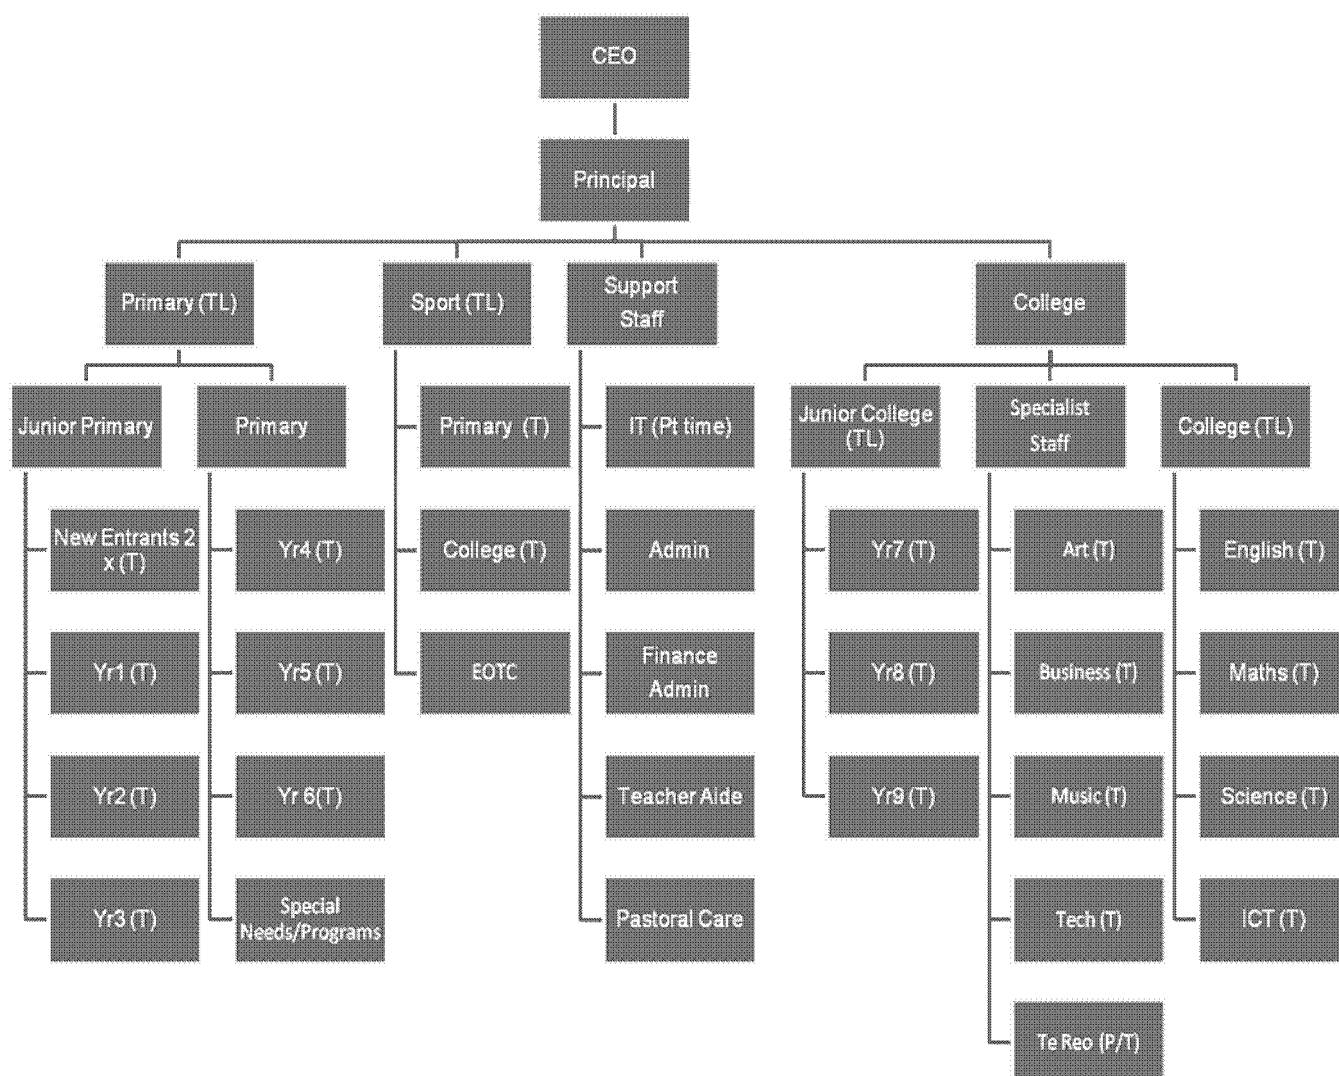 CEO
Principal
Primary (TL)
Sport (TL)
Support
Staff
College
Junior Primary
Primary
Primary (T)
IT (Pt time)
Junior College
(TL)
Specialist
Staff
College (TL)
New Entrants 2
x (T)
Yr4 (T)
College (T)
Admin
Yr7 (T)
Art (T)
English (T)
Yr1 (T)
Yr5 (T)
EOTC
Finance
Admin
Yr8 (T)
Business (T)
Maths (T)
Yr2 (T)
Yr 6(T)
Teacher Aide
Yr9 (T)
Music (T)
Science (T)
Yr3 (T)
Special
Needs/Programs
Pastoral Care
Tech (T)
ICT (T)
Te Reo (P/T)